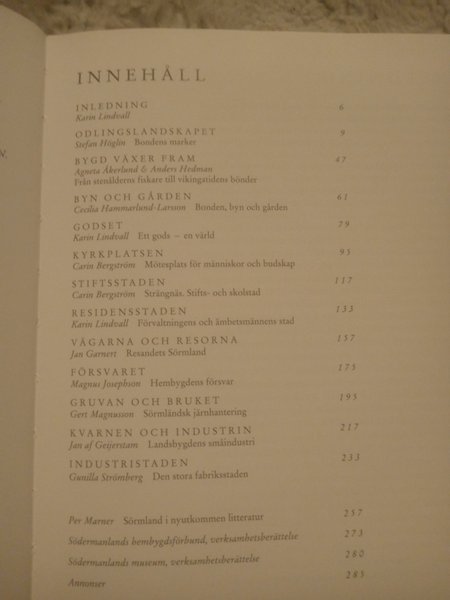 INNEHÅLL
INLEDNING 6
Karin Lindvall
ODLINGSLANDSKAPET 9
Stefan Höglin Bondens marker
BYGD VÄXER FRAM 47
Agneta Åkerlund & Anders Hedman
Från stenålderns fiskare till vikingatidens bönder
BYN OCH GÅRDEN 61
Cecilia Hammarlund-Larsson Bonden, byn och gården
GODSET 79
Karin Lindvall Ett gods – en värld
KYRKPLATSEN 95
Carin Bergström Mötesplats för människor och budskap
STIFTSSTADEN 117
Carin Bergström Strängnäs. Stifts- och skolstad
RESIDENSSTADEN 133
Karin Lindvall Förvaltningens och ämbetsmännens stad
VÄGARNA OCH RESORNA 157
Jan Garnert Resandets Sörmland
FÖRSVARET 175
Magnus Josephson Hembygdens försvar
GRUVAN OCH BRUKET 195
Gert Magnusson Sörmländsk järnhantering
KVARNEN OCH INDUSTRIN 217
Jan af Geijerstam Landsbygdens småindustri
INDUSTRISTADEN 233
Gunilla Strömberg Den stora fabriksstaden
Per Marner Sörmland i nyutkommen litteratur 257
Södermanlands hembygdsförbund, verksamhetsberättelse 273
Södermanlands museum, verksamhetsberättelse 280
Annonser 285